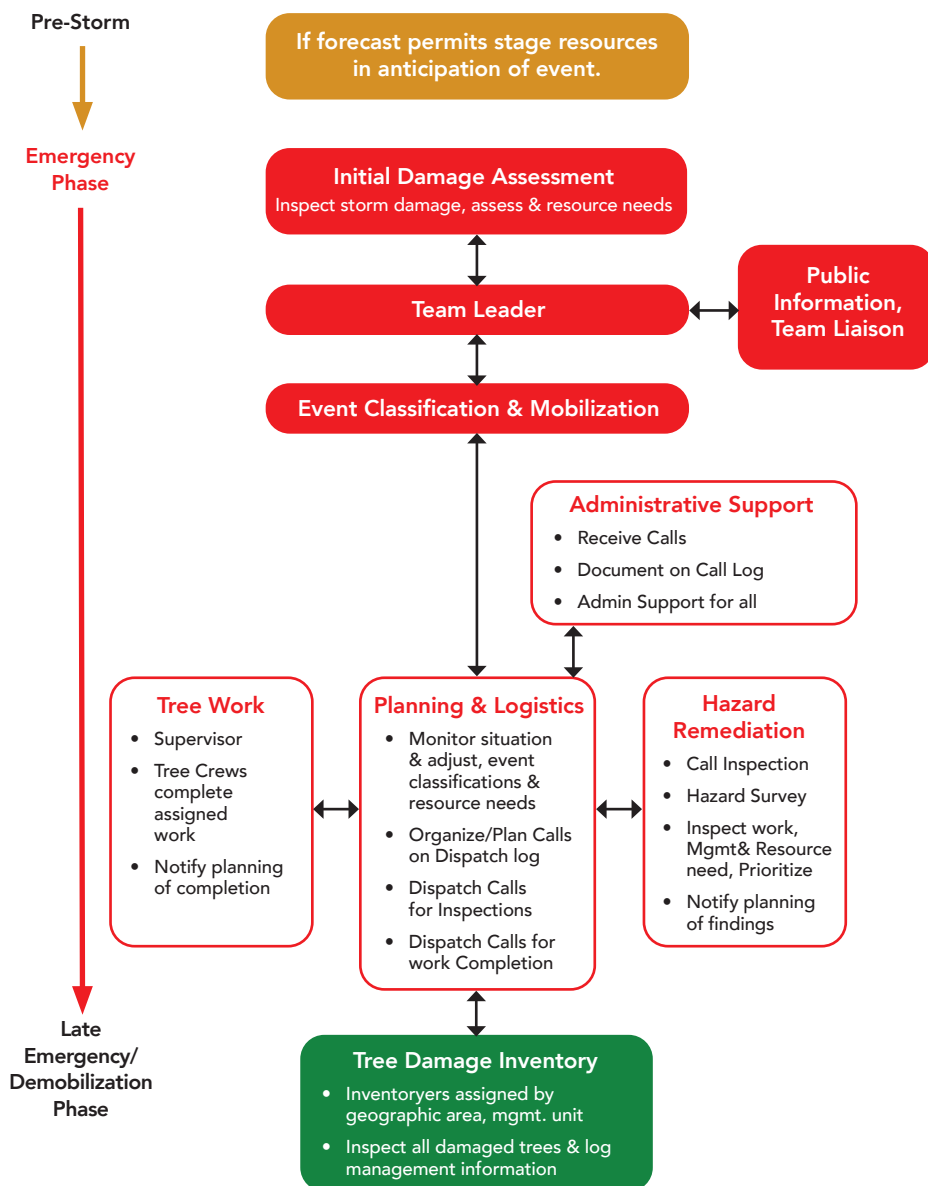 Pre-Storm
If forecast permits stage resources
in anticipation of event.
Emergency
Phase
Initial Damage Assessment
Inspect storm damage, assess & resource needs
Team Leader
Public
Information,
Team Liaison
Event Classification & Mobilization
Administrative Support
• Receive Calls
• Document on Call Log
• Admin Support for all
Tree Work
• Supervisor
• Tree Crews
complete
assigned
work
• Notify planning
of completion
Planning & Logistics
• Monitor situation
& adjust, event
classifications &
resource needs
• Organize/Plan Calls
on Dispatch log
• Dispatch Calls
for Inspections
• Dispatch Calls for
work Completion
Hazard
Remediation
• Call Inspection
• Hazard Survey
• Inspect work,
Mgmt& Resource
need, Prioritize
• Notify planning
of findings
Late
Emergency/
Demobilization
Phase
Tree Damage Inventory
• Inventoryers assigned by
geographic area, mgmt. unit
• Inspect all damaged trees & log
management information